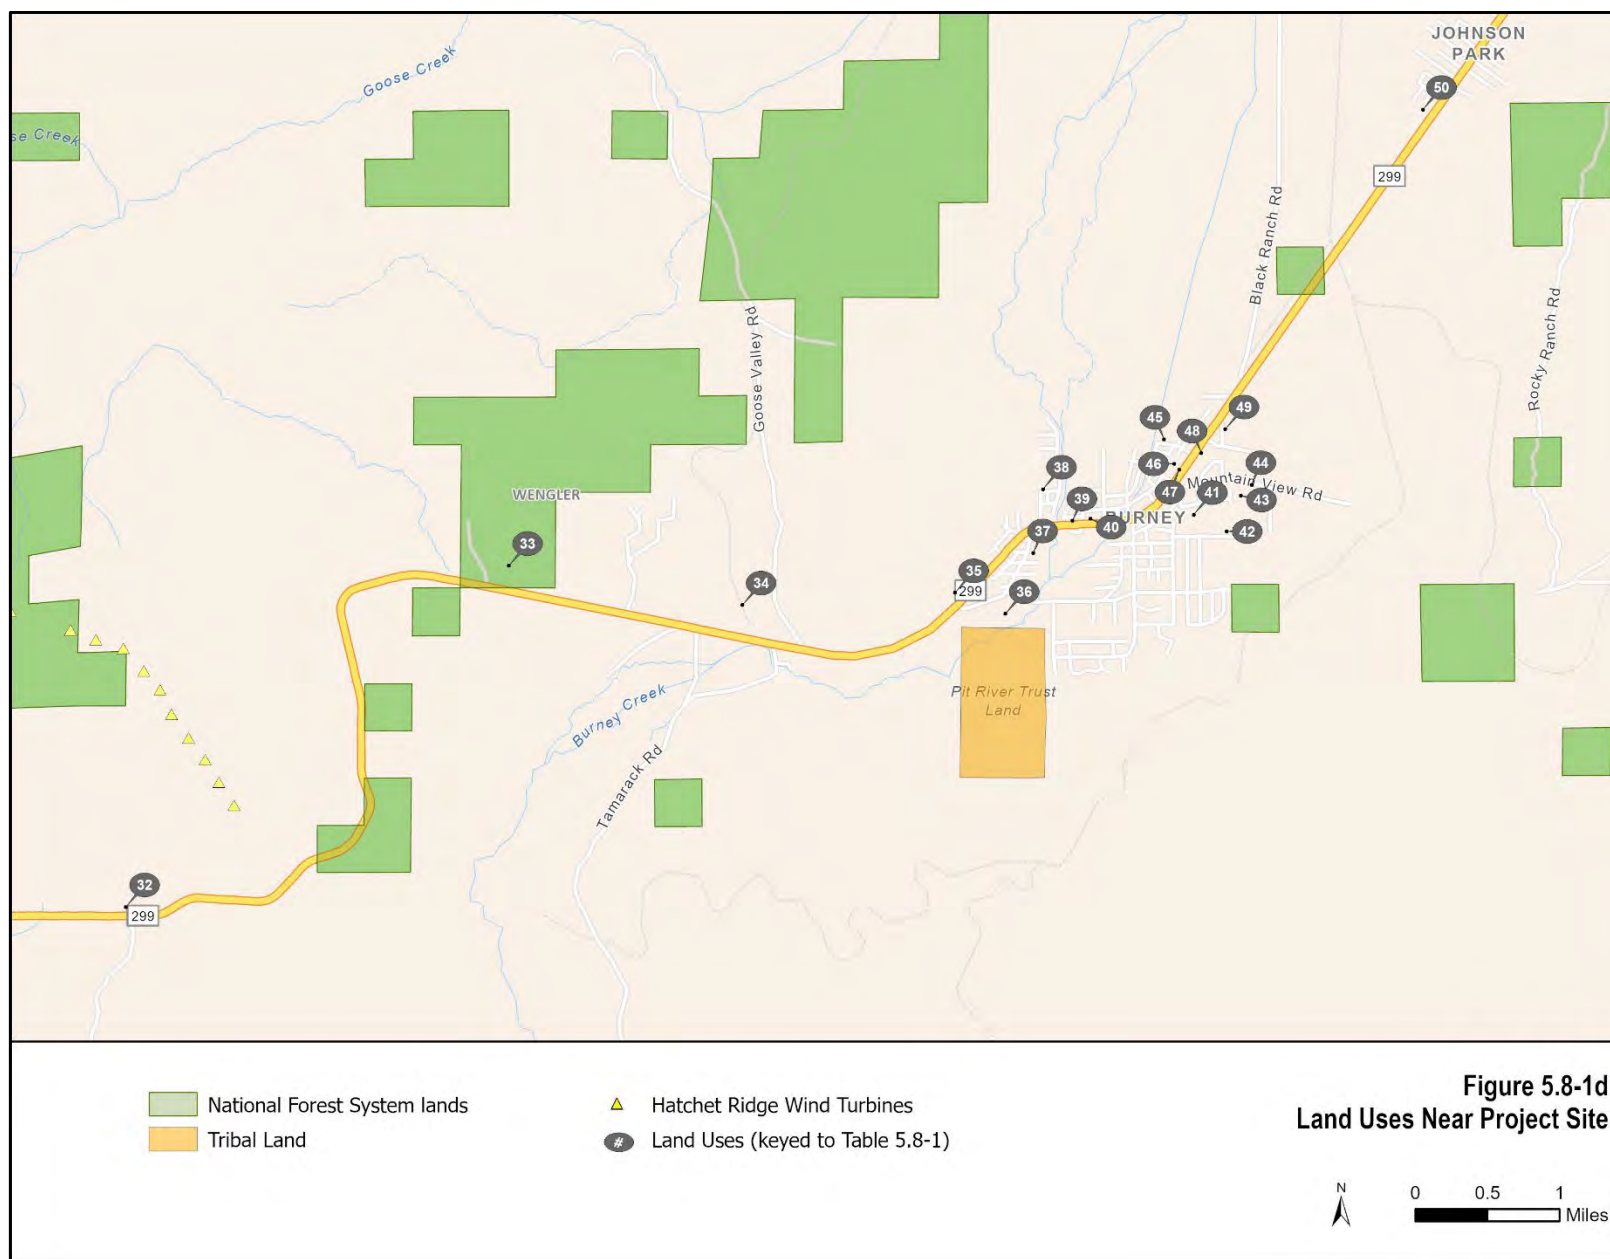 JOHNSON
PARK
Goose Creek
50
se Creek
299
Black Ranch Rd
Rocky Ranch Rd
Goose Valley Rd
49
45
48
46
44
38
47
Mountain View Rd
41
43
WENGLER
39
BURNEY
40
42
37
33
35
34
299
36
Pit River Trust
Land
Burney Creek
Tamarack Rd
32
299
National Forest System lands
Tribal Land
Hatchet Ridge Wind Turbines
# Land Uses (keyed to Table 5.8-1)
Figure 5.8-1d
Land Uses Near Project Site
N
0 0.5 1
Miles